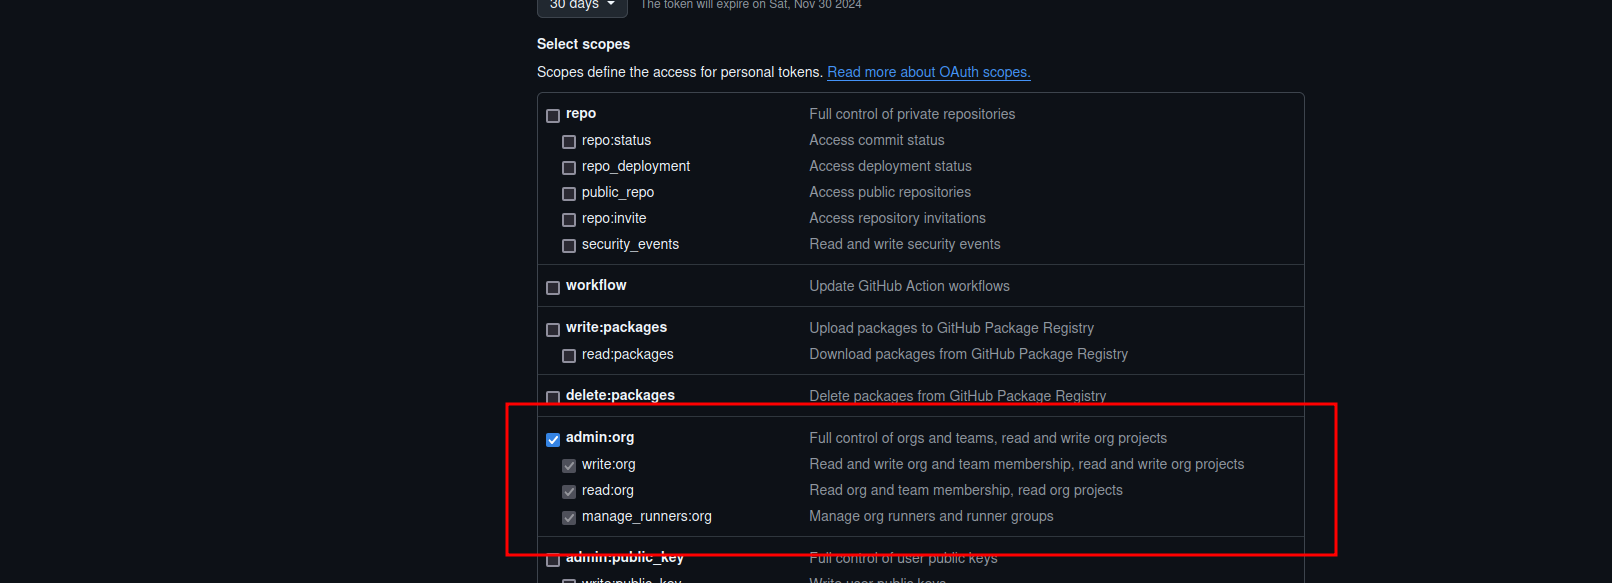 30 days The token will expire on Sat, Nov 30 2024
Select scopes
Scopes define the access for personal tokens. Read more about OAuth scopes.
repo Full control of private repositories
repo:status Access commit status
repo_deployment Access deployment status
public_repo Access public repositories
repo:invite Access repository invitations
security_events Read and write security events
workflow Update GitHub Action workflows
write:packages Upload packages to GitHub Package Registry
read:packages Download packages from GitHub Package Registry
delete:packages Delete packages from GitHub Package Registry
admin:org Full control of orgs and teams, read and write org projects
write:org Read and write org and team membership, read and write org projects
read:org Read org and team membership, read org projects
manage_runners:org Manage org runners and runner groups
admin:public_key Full control of user public keys
write:public_key Write user public keys